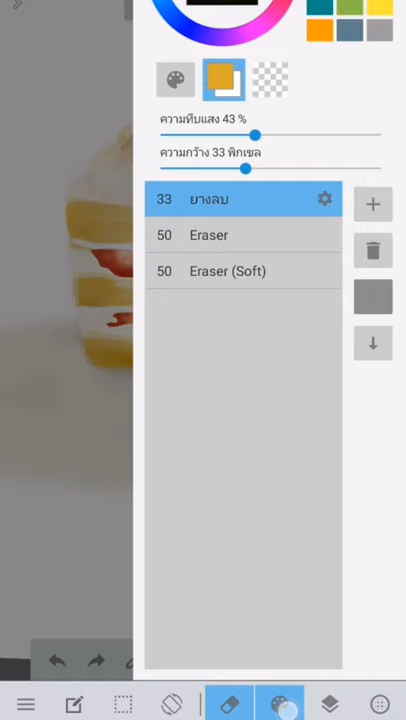 ความทึบแสง 43 %
ความกว้าง 33 พิกเซล
33 ยางลบ
50 Eraser
50 Eraser (Soft)